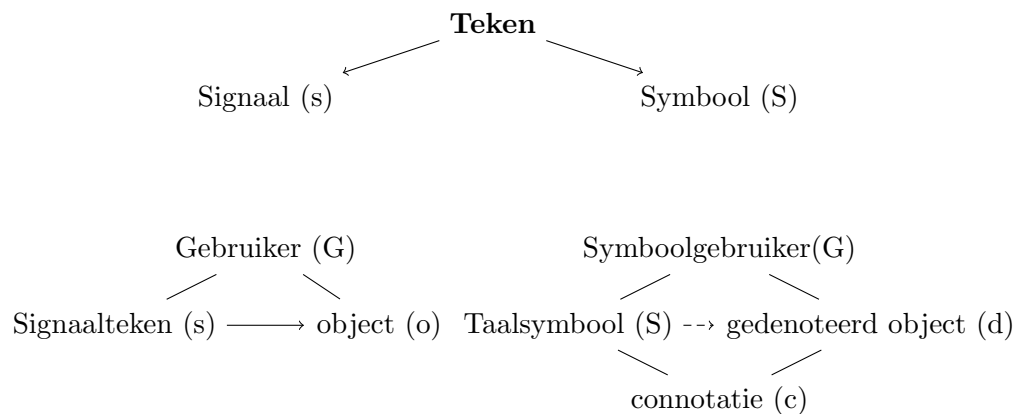 Teken
Signaal (s) Symbool (S)
Gebruiker (G) Symboolgebruiker(G)
Signaalteken (s) object (o) Taalsymbool (S) gedenoteerd object (d)
connotatie (c)